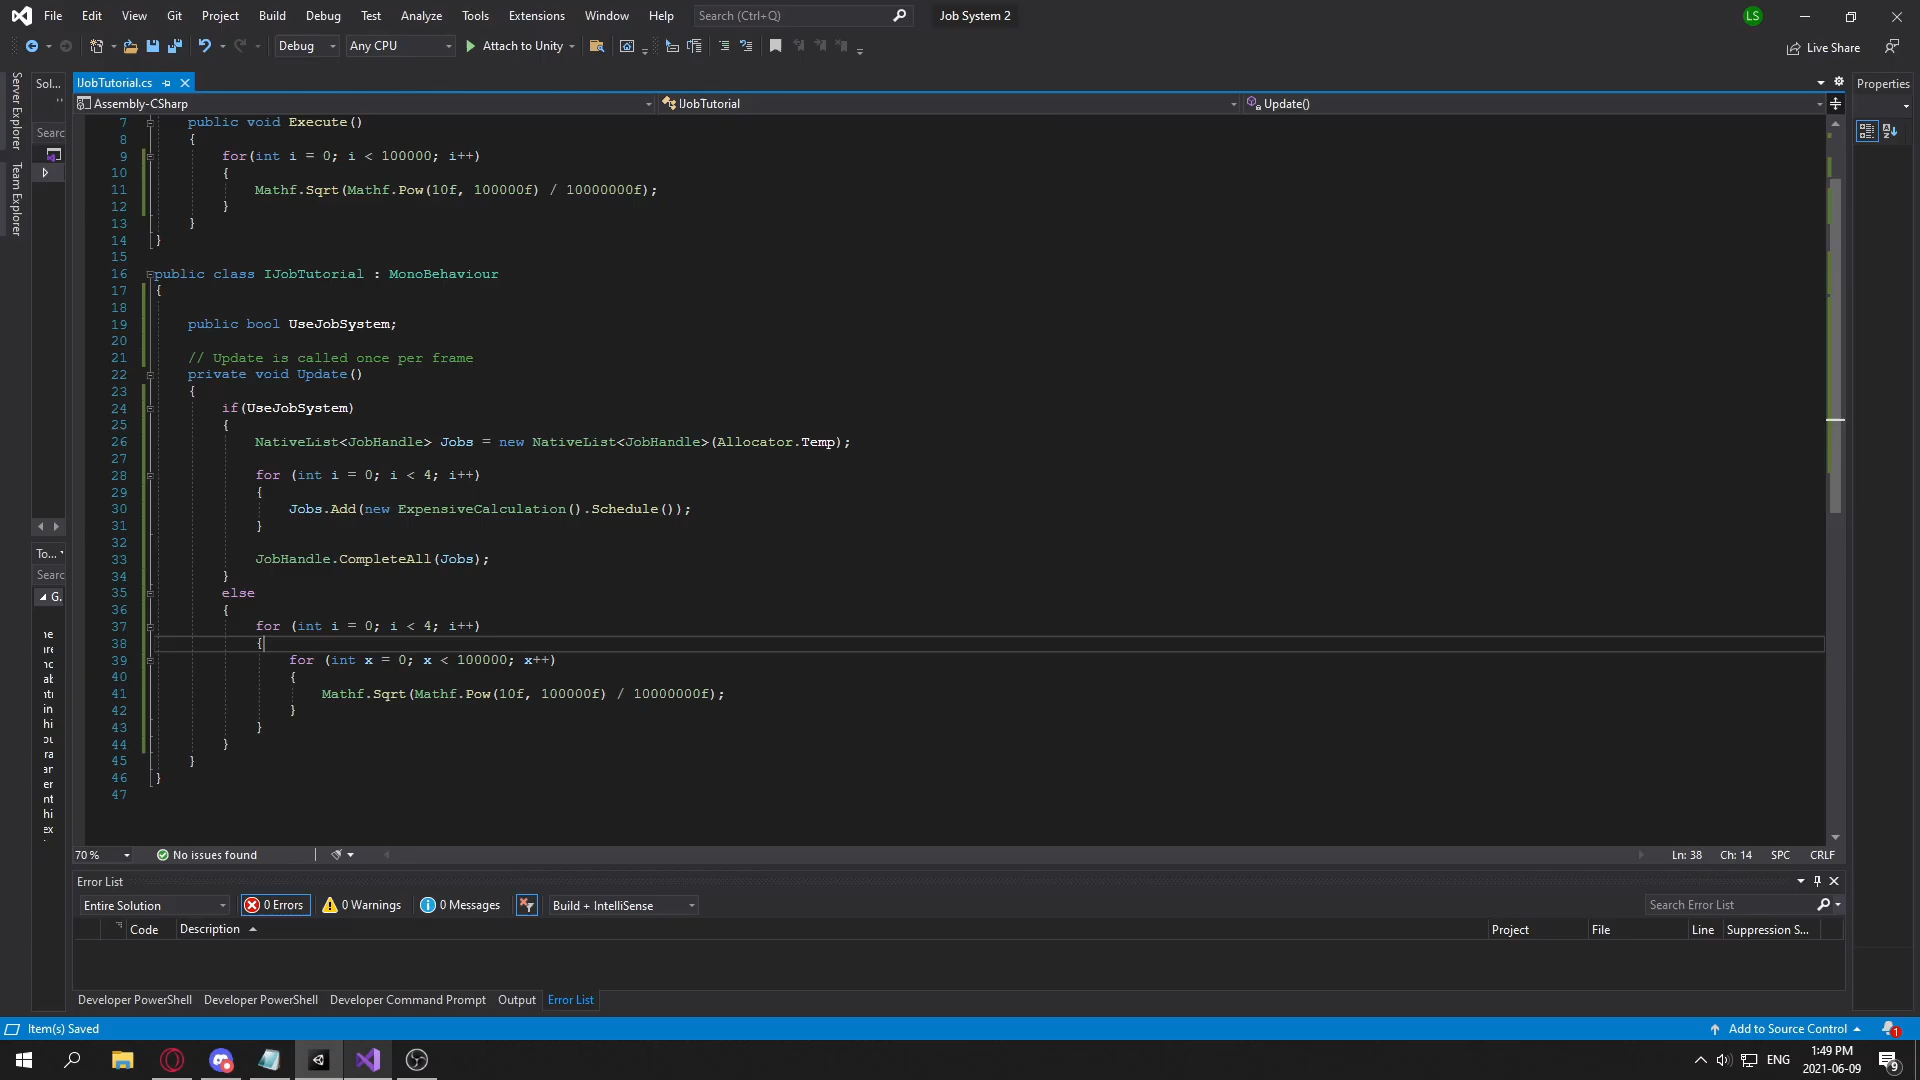 File Edit View Git Project Build Debug Test Analyze Tools Extensions Window Help Search (Ctrl+Q) Job System 2 LS
Debug Any CPU Attach to Unity Live Share
Server Explorer
Team Explorer
Sol...
IJobTutorial.cs
Properties
Assembly-CSharp IJobTutorial Update()
Searc
7 public void Execute()
8 {
9 for(int i = 0; i < 100000; i++)
10 {
11 Mathf.Sqrt(Mathf.Pow(10f, 100000f) / 10000000f);
12 }
13 }
14 }
15
16 public class IJobTutorial : MonoBehaviour
17 {
18
19 public bool UseJobSystem;
20
21 // Update is called once per frame
22 private void Update()
23 {
24 if(UseJobSystem)
25 {
26 NativeList<JobHandle> Jobs = new NativeList<JobHandle>(Allocator.Temp);
27
28 for (int i = 0; i < 4; i++)
29 {
30 Jobs.Add(new ExpensiveCalculation().Schedule());
31 }
32
33 JobHandle.CompleteAll(Jobs);
34 }
35 else
36 {
37 for (int i = 0; i < 4; i++)
38 {
39 for (int x = 0; x < 100000; x++)
40 {
41 Mathf.Sqrt(Mathf.Pow(10f, 100000f) / 10000000f);
42 }
43 }
44 }
45 }
46 }
47
To...
Searc
G.
70 % No issues found Ln: 38 Ch: 14 SPC CRLF
Error List
Entire Solution 0 Errors 0 Warnings 0 Messages Build + IntelliSense Search Error List
Code Description Project File Line Suppression S...
Developer PowerShell Developer PowerShell Developer Command Prompt Output Error List
Item(s) Saved Add to Source Control 1
ENG 1:49 PM
2021-06-09 9